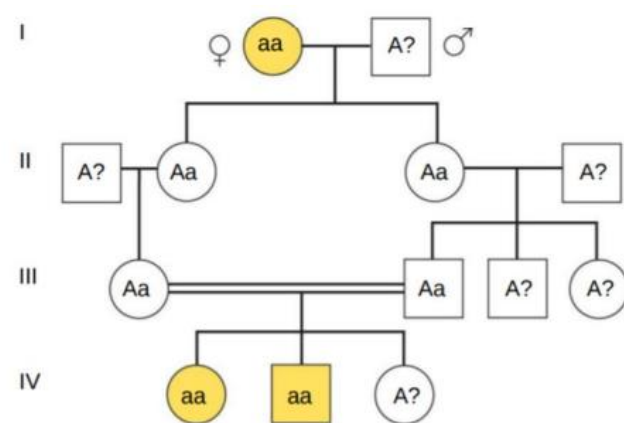 I
♀ aa A? ♂
II
A? Aa Aa A?
III
Aa Aa A? A?
IV
aa aa A?